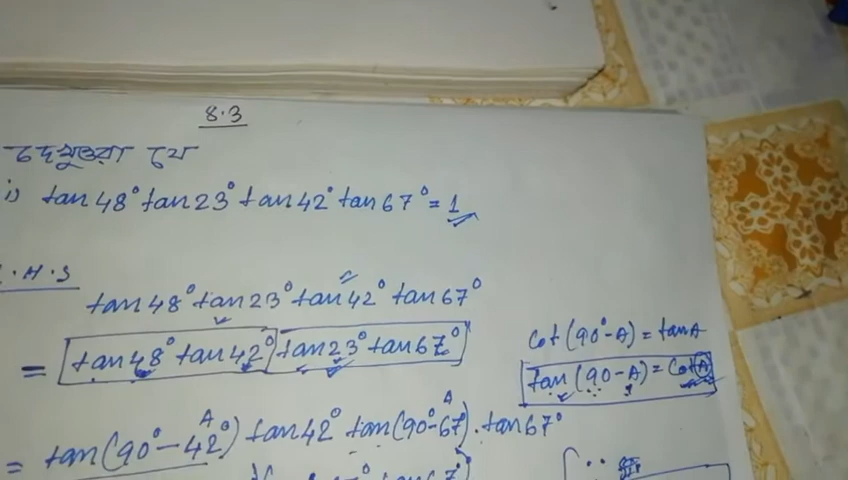 8.3
দেখুওৱা যে
i) tan 48° tan 23° tan 42° tan 67° = 1
L.H.S
tan 48° tan 23° tan 42° tan 67°
= tan 48° tan 42° tan 23° tan 67°
cot (90° - A) = tan A
tan (90 - A) = cot A
= tan (90° - 42°) tan 42° tan (90° - 67°) . tan 67°
A A